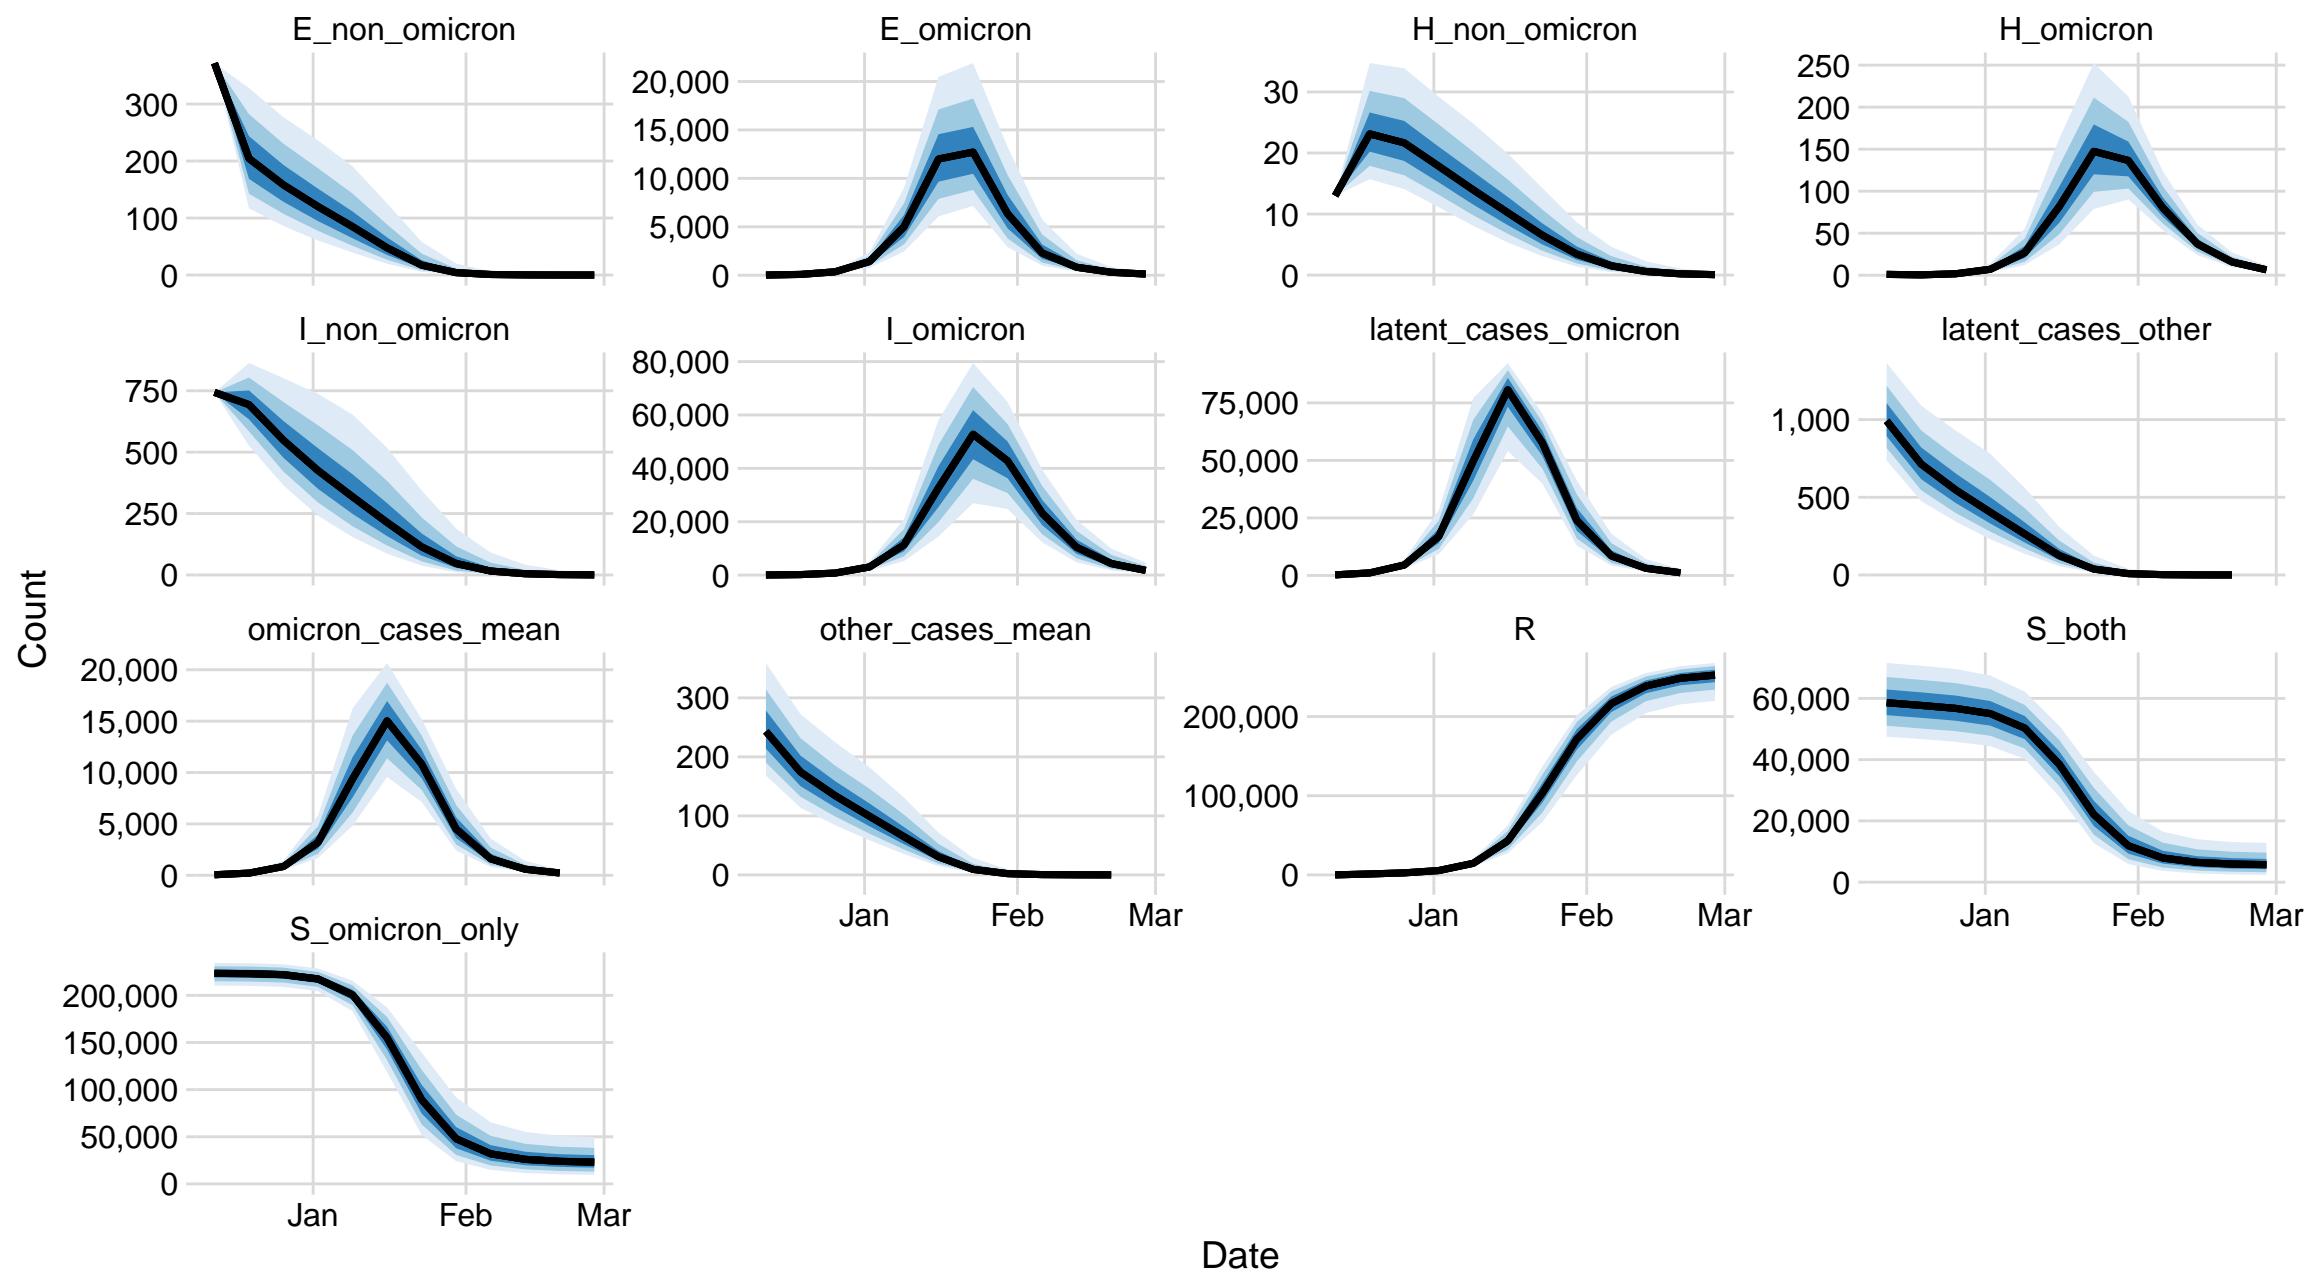 E_non_omicron
E_omicron
H_non_omicron
H_omicron
300
200
100
0
20,000
15,000
10,000
5,000
0
30
20
10
0
250
200
150
100
50
0
I_non_omicron
I_omicron
latent_cases_omicron
latent_cases_other
750
500
250
0
80,000
60,000
40,000
20,000
0
75,000
50,000
25,000
0
1,000
500
0
Count
omicron_cases_mean
other_cases_mean
R
S_both
20,000
15,000
10,000
5,000
0
300
200
100
0
Jan Feb Mar
200,000
100,000
0
Jan Feb Mar
60,000
40,000
20,000
0
Jan Feb Mar
S_omicron_only
200,000
150,000
100,000
50,000
0
Jan Feb Mar
Date